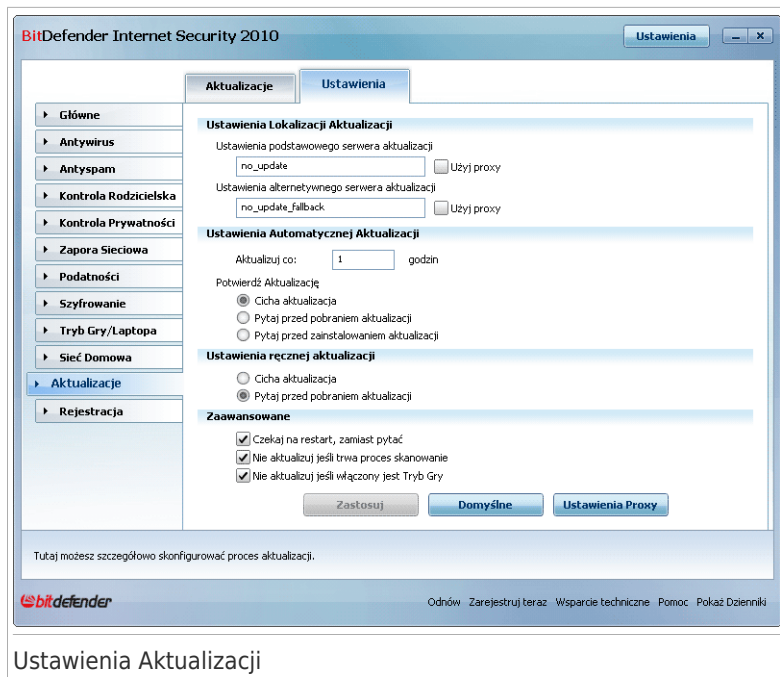 BitDefender Internet Security 2010
Ustawienia
Aktualizacje
Ustawienia
Główne
Antywirus
Antyspam
Kontrola Rodzicielska
Kontrola Prywatności
Zapora Sieciowa
Podatności
Szyfrowanie
Tryb Gry/Laptopa
Sieć Domowa
Aktualizacje
Rejestracja
Ustawienia Lokalizacji Aktualizacji
Ustawienia podstawowego serwera aktualizacji
no_update Użyj proxy
Ustawienia alternetywnego serwera aktualizacji
no_update_fallback Użyj proxy
Ustawienia Automatycznej Aktualizacji
Aktualizuj co: 1 godzin
Potwierdź Aktualizację
Cicha aktualizacja
Pytaj przed pobraniem aktualizacji
Pytaj przed zainstalowaniem aktualizacji
Ustawienia ręcznej aktualizacji
Cicha aktualizacja
Pytaj przed pobraniem aktualizacji
Zaawansowane
Czekaj na restart, zamiast pytać
Nie aktualizuj jeśli trwa proces skanowanie
Nie aktualizuj jeśli włączony jest Tryb Gry
Zastosuj Domyślne Ustawienia Proxy
Tutaj możesz szczegółowo skonfigurować proces aktualizacji.
bitdefender
Odnów Zarejestruj teraz Wsparcie techniczne Pomoc Pokaż Dzienniki
Ustawienia Aktualizacji